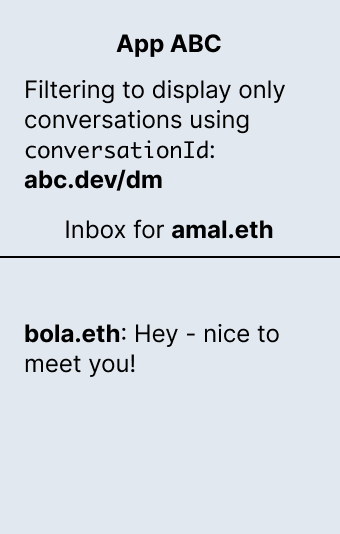 App ABC
Filtering to display only
conversations using
conversationId:
abc.dev/dm
Inbox for amal.eth
bola.eth: Hey - nice to
meet you!